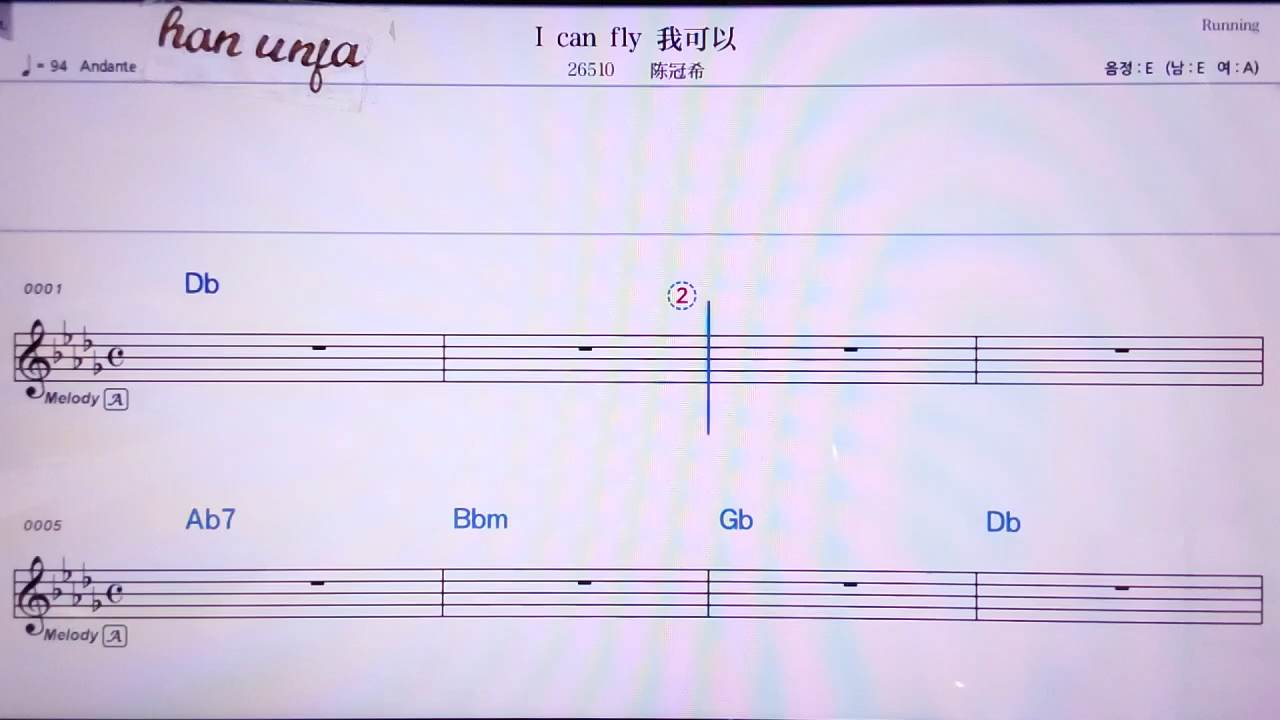 han unfa
I can fly 我可以
Running
♩= 94 Andante
26510 陈冠希
음정 : E (남 : E 여 : A)
0001 Db
②
Melody A
0005 Ab7 Bbm Gb Db
Melody A